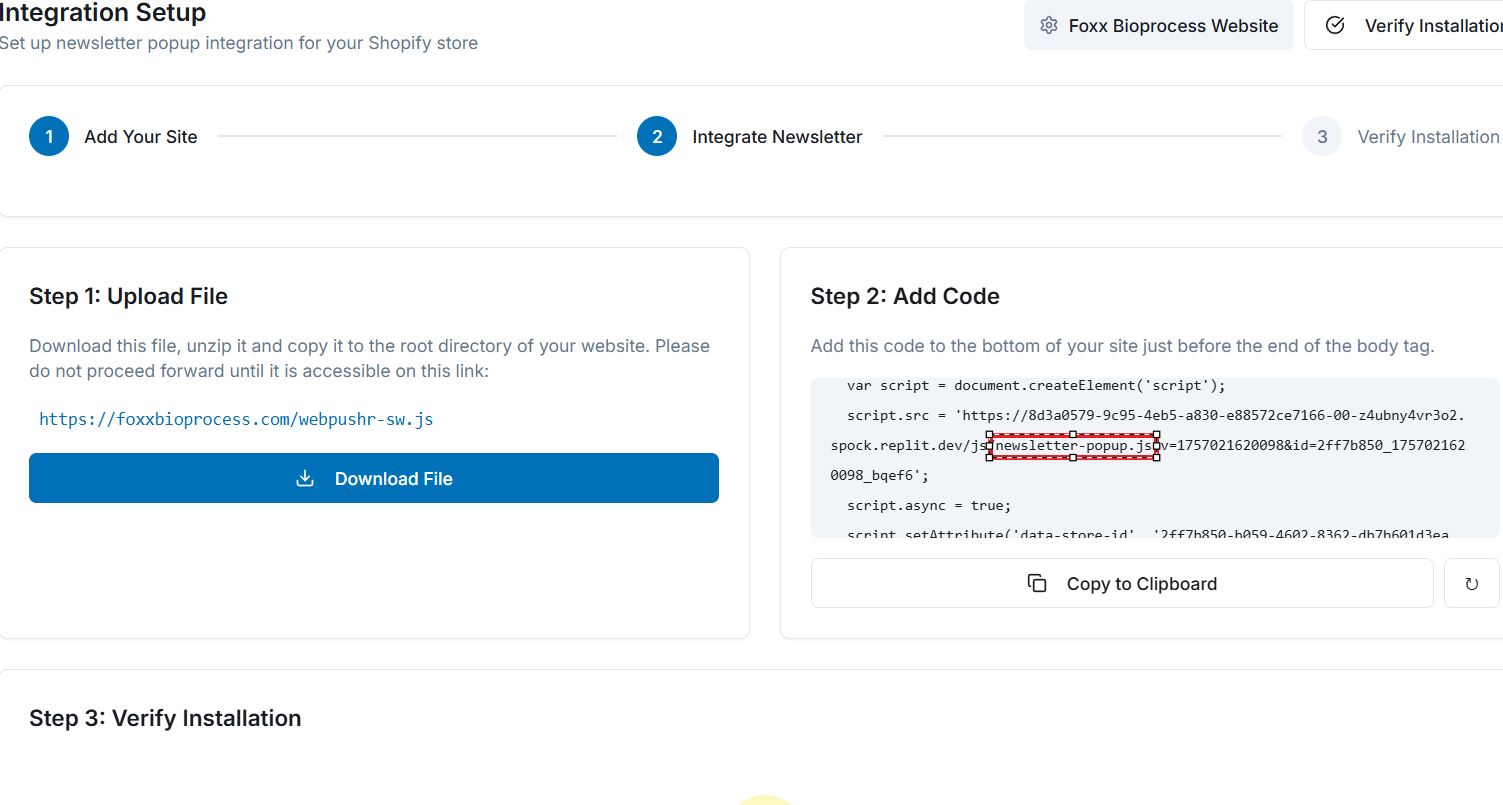 Integration Setup
Set up newsletter popup integration for your Shopify store
Foxx Bioprocess Website
Verify Installation
1 Add Your Site
2 Integrate Newsletter
3 Verify Installation
Step 1: Upload File
Download this file, unzip it and copy it to the root directory of your website. Please
do not proceed forward until it is accessible on this link:
https://foxxbioprocess.com/webpushr-sw.js
Download File
Step 2: Add Code
Add this code to the bottom of your site just before the end of the body tag.
var script = document.createElement('script');
script.src = 'https://8d3a0579-9c95-4eb5-a830-e88572ce7166-00-z4ubny4vr3o2.
spock.replit.dev/js newsletter-popup.js v=1757021620098&id=2ff7b850_175702162
0098_bqef6';
script.async = true;
script.setAttribute('data-store-id', '2ff7b850-b059-4602-8362-db7b601d3ea
Copy to Clipboard
Step 3: Verify Installation